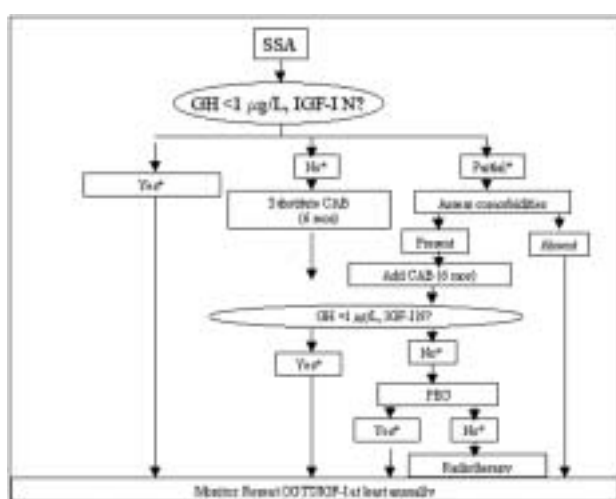 SSA
GH <1 µg/L, IGF-I N?
Yes*
No*
Partial*
Substitute CAB
(6 mos)
Assess comorbidities
Present
Absent
Add CAB (6 mos)
GH <1 µg/L, IGF-I N?
Yes*
No*
PEG
Yes*
No*
Radiotherapy
Monitor Repeat OGTT/IGF-I at least annually